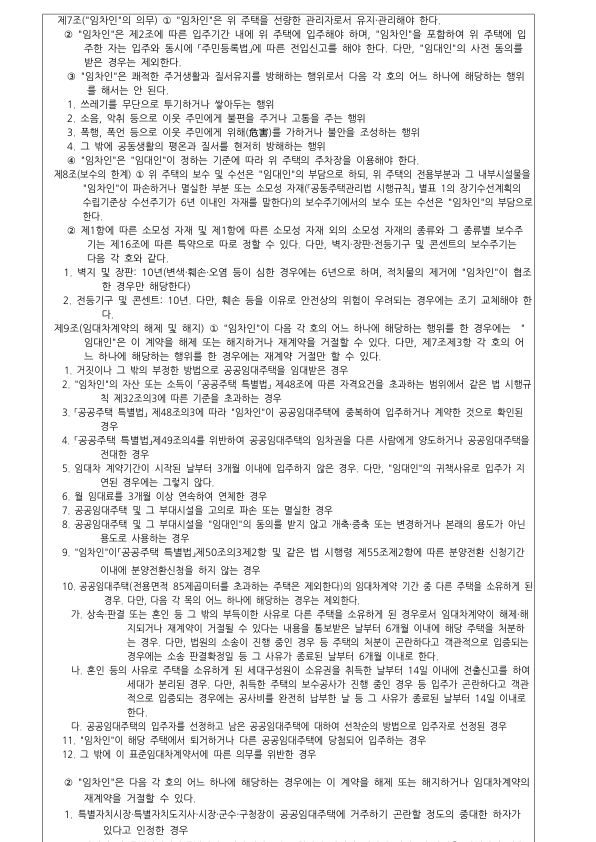 제7조("임차인"의 의무) ① "임차인"은 위 주택을 선량한 관리자로서 유지·관리해야 한다.
② "임차인"은 제2조에 따른 입주기간 내에 위 주택에 입주해야 하며, "임차인"을 포함하여 위 주택에 입
주한 자는 입주와 동시에 「주민등록법」에 따른 전입신고를 해야 한다. 다만, "임대인"의 사전 동의를
받은 경우는 제외한다.
③ "임차인"은 쾌적한 주거생활과 질서유지를 방해하는 행위로서 다음 각 호의 어느 하나에 해당하는 행위
를 해서는 안 된다.
1. 쓰레기를 무단으로 투기하거나 쌓아두는 행위
2. 소음, 악취 등으로 이웃 주민에게 불편을 주거나 고통을 주는 행위
3. 폭행, 폭언 등으로 이웃 주민에게 위해(危害)를 가하거나 불안을 조성하는 행위
4. 그 밖에 공동생활의 평온과 질서를 현저히 방해하는 행위
④ "임차인"은 "임대인"이 정하는 기준에 따라 위 주택의 주차장을 이용해야 한다.
제8조(보수의 한계) ① 위 주택의 보수 및 수선은 "임대인"의 부담으로 하되, 위 주택의 전용부분과 그 내부시설물을
"임차인"이 파손하거나 멸실한 부분 또는 소모성 자재(「공동주택관리법 시행규칙」 별표 1의 장기수선계획의
수립기준상 수선주기가 6년 이내인 자재를 말한다)의 보수주기에서의 보수 또는 수선은 "임차인"의 부담으로
한다.
② 제1항에 따른 소모성 자재 및 제1항에 따른 소모성 자재 외의 소모성 자재의 종류와 그 종류별 보수주
기는 제16조에 따른 특약으로 따로 정할 수 있다. 다만, 벽지·장판·전등기구 및 콘센트의 보수주기는
다음 각 호와 같다.
1. 벽지 및 장판: 10년(변색·훼손·오염 등이 심한 경우에는 6년으로 하며, 적치물의 제거에 "임차인"이 협조
한 경우만 해당한다)
2. 전등기구 및 콘센트: 10년. 다만, 훼손 등을 이유로 안전상의 위험이 우려되는 경우에는 조기 교체해야 한
다.
제9조(임대차계약의 해제 및 해지) ① "임차인"이 다음 각 호의 어느 하나에 해당하는 행위를 한 경우에는 "
임대인"은 이 계약을 해제 또는 해지하거나 재계약을 거절할 수 있다. 다만, 제7조제3항 각 호의 어
느 하나에 해당하는 행위를 한 경우에는 재계약 거절만 할 수 있다.
1. 거짓이나 그 밖의 부정한 방법으로 공공임대주택을 임대받은 경우
2. "임차인"의 자산 또는 소득이 「공공주택 특별법」 제48조에 따른 자격요건을 초과하는 범위에서 같은 법 시행규
칙 제32조의3에 따른 기준을 초과하는 경우
3. 「공공주택 특별법」 제48조의3에 따라 "임차인"이 공공임대주택에 중복하여 입주하거나 계약한 것으로 확인된
경우
4. 「공공주택 특별법」제49조의4를 위반하여 공공임대주택의 임차권을 다른 사람에게 양도하거나 공공임대주택을
전대한 경우
5. 임대차 계약기간이 시작된 날부터 3개월 이내에 입주하지 않은 경우. 다만, "임대인"의 귀책사유로 입주가 지
연된 경우에는 그렇지 않다.
6. 월 임대료를 3개월 이상 연속하여 연체한 경우
7. 공공임대주택 및 그 부대시설을 고의로 파손 또는 멸실한 경우
8. 공공임대주택 및 그 부대시설을 "임대인"의 동의를 받지 않고 개축·증축 또는 변경하거나 본래의 용도가 아닌
용도로 사용하는 경우
9. "임차인"이「공공주택 특별법」제50조의3제2항 및 같은 법 시행령 제55조제2항에 따른 분양전환 신청기간
이내에 분양전환신청을 하지 않는 경우
10. 공공임대주택(전용면적 85제곱미터를 초과하는 주택은 제외한다)의 임대차계약 기간 중 다른 주택을 소유하게 된
경우. 다만, 다음 각 목의 어느 하나에 해당하는 경우는 제외한다.
가. 상속·판결 또는 혼인 등 그 밖의 부득이한 사유로 다른 주택을 소유하게 된 경우로서 임대차계약이 해제·해
지되거나 재계약이 거절될 수 있다는 내용을 통보받은 날부터 6개월 이내에 해당 주택을 처분하
는 경우. 다만, 법원의 소송이 진행 중인 경우 등 주택의 처분이 곤란하다고 객관적으로 입증되는
경우에는 소송 판결확정일 등 그 사유가 종료된 날부터 6개월 이내로 한다.
나. 혼인 등의 사유로 주택을 소유하게 된 세대구성원이 소유권을 취득한 날부터 14일 이내에 전출신고를 하여
세대가 분리된 경우. 다만, 취득한 주택의 보수공사가 진행 중인 경우 등 입주가 곤란하다고 객관
적으로 입증되는 경우에는 공사비를 완전히 납부한 날 등 그 사유가 종료된 날부터 14일 이내로
한다.
다. 공공임대주택의 입주자를 선정하고 남은 공공임대주택에 대하여 선착순의 방법으로 입주자로 선정된 경우
11. "임차인"이 해당 주택에서 퇴거하거나 다른 공공임대주택에 당첨되어 입주하는 경우
12. 그 밖에 이 표준임대차계약서에 따른 의무를 위반한 경우
② "임차인"은 다음 각 호의 어느 하나에 해당하는 경우에는 이 계약을 해제 또는 해지하거나 임대차계약의
재계약을 거절할 수 있다.
1. 특별자치시장·특별자치도지사·시장·군수·구청장이 공공임대주택에 거주하기 곤란할 정도의 중대한 하자가
있다고 인정한 경우